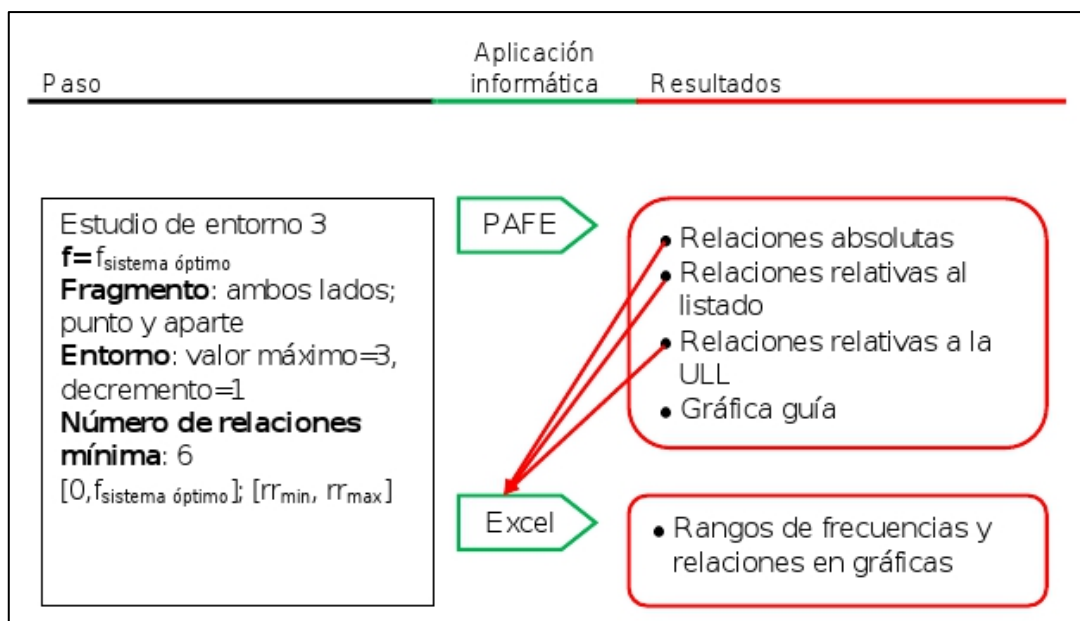 Paso
Aplicación
informática
Resultados
Estudio de entorno 3
f=fsistema óptimo
Fragmento: ambos lados;
punto y aparte
Entorno: valor máximo=3,
decremento=1
Número de relaciones
mínima: 6
[0,fsistema óptimo]; [rrmin, rrmax]
PAFE
• Relaciones absolutas
• Relaciones relativas al
listado
• Relaciones relativas a la
ULL
• Gráfica guía
Excel
• Rangos de frecuencias y
relaciones en gráficas